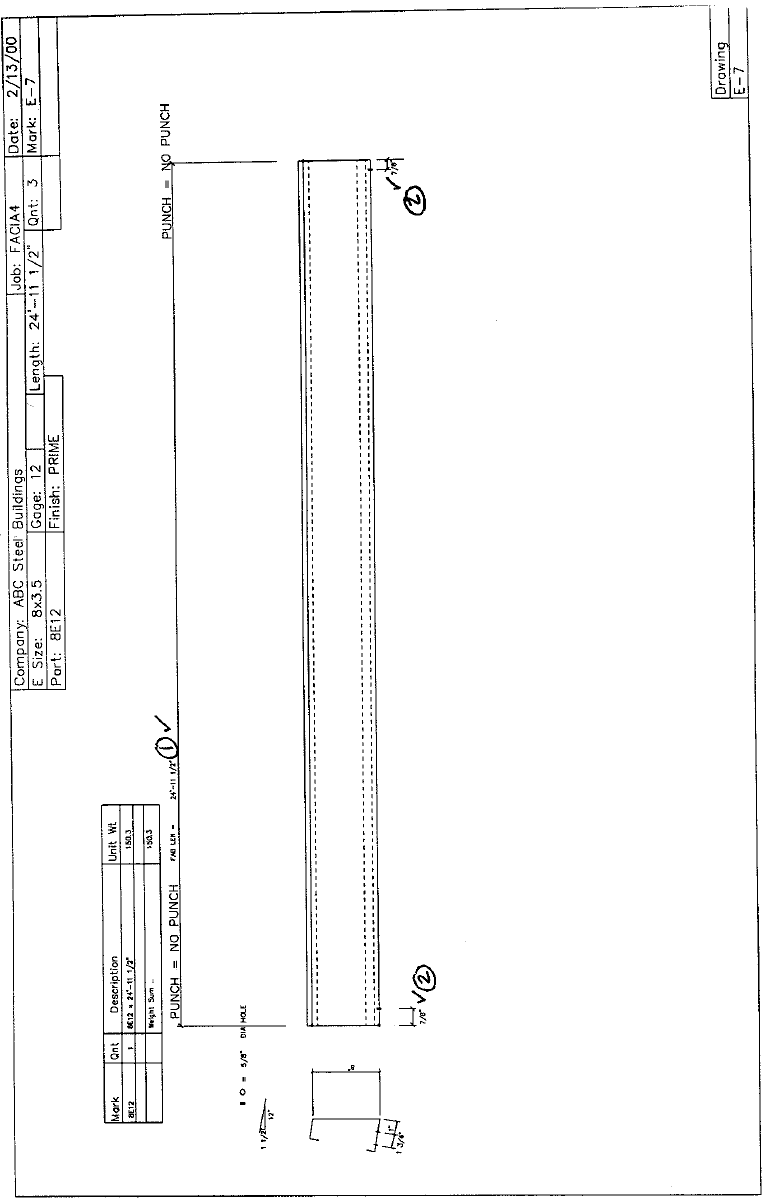 Company: ABC Steel Buildings
Job: FACIA4
Date: 2/13/00
E Size: 8x3.5
Gage: 12
Length: 24'-11 1/2"
Qnt: 3
Mark: E-7
Part: 8E12
Finish: PRIME
Mark Qnt Description Unit Wt
8E12 1 8E12 x 24'-11 1/2" 150.3
Weight Sum 150.3
PUNCH = NO PUNCH
FAB LEN = 24'-11 1/2"
1 ✓
PUNCH = NO PUNCH
= 5/8" DIA HOLE
1 1/2"
12"
8"
1"
1 3/4"
7/8"
✓ 2
7/8"
✓ 2
Drawing
E-7